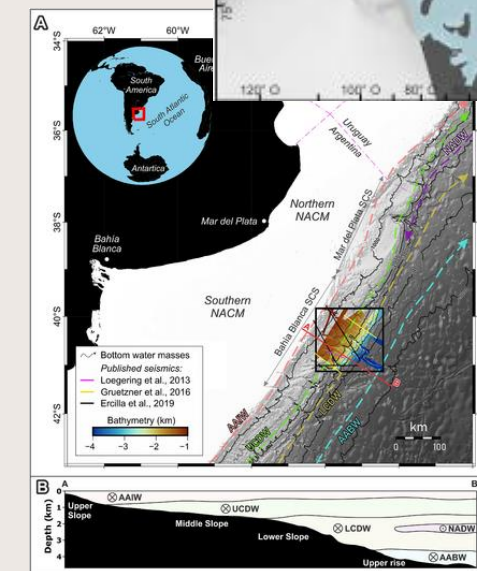 A
62°W
60°W
75°
120°
100°
80°
34°S
36°S
38°S
40°S
42°S
South
America
South Atlantic
Ocean
Antartica
Uruguay
Argentina
Northern
NACM
Mar del Plata
Mar del Plata SCS
Bahía
Blanca
Southern
NACM
Bahía Blanca SCS
NADW
Bottom water masses
Published seismics:
Loegering et al., 2013
Gruetzner et al., 2016
Ercilla et al., 2019
Bathymetry (km)
−4 −3 −2 −1
AAIW
UCDW
LCDW
AABW
km
0 100
B
A
B
Depth (km)
0
1
2
3
4
Upper
Slope
AAIW
UCDW
Middle Slope
LCDW
NADW
Lower Slope
Upper rise
AABW